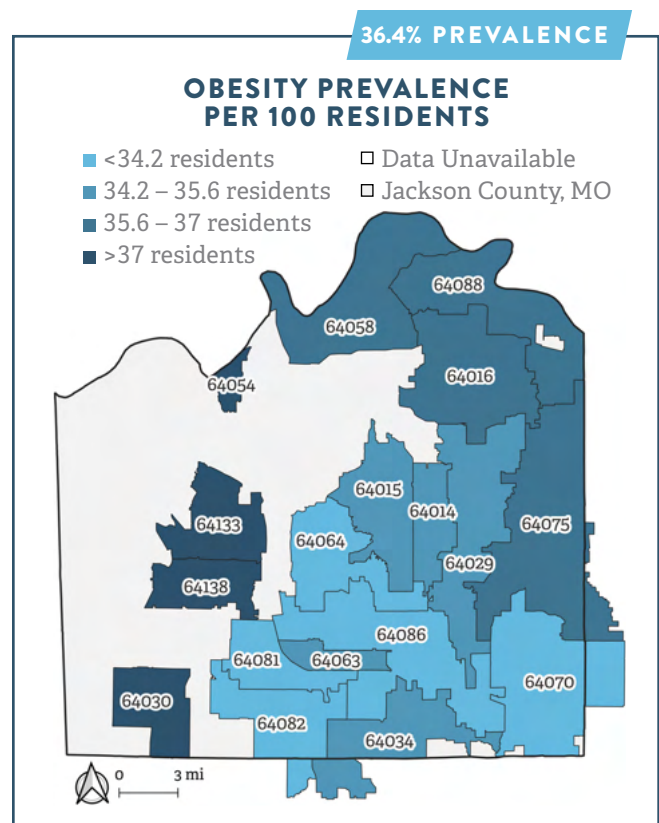 36.4% PREVALENCE
OBESITY PREVALENCE
PER 100 RESIDENTS
<34.2 residents
34.2 – 35.6 residents
35.6 – 37 residents
>37 residents
Data Unavailable
Jackson County, MO
64088
64058
64016
64054
64015
64014
64133
64075
64064
64029
64138
64086
64081
64063
64070
64030
64082
64034
0 3 mi